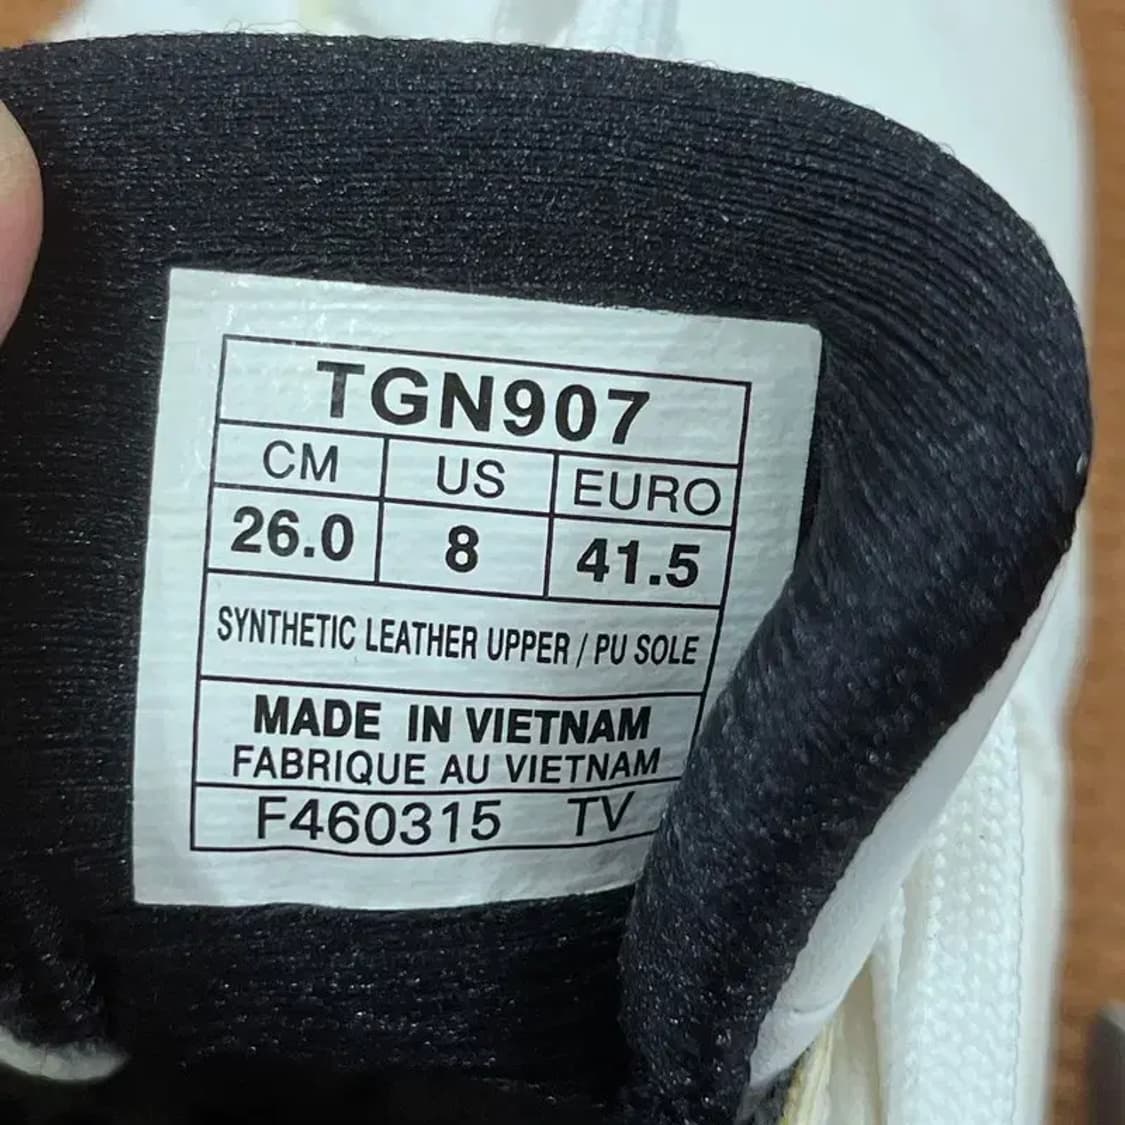 TGN907
CM US EURO
26.0 8 41.5
SYNTHETIC LEATHER UPPER / PU SOLE
MADE IN VIETNAM
FABRIQUE AU VIETNAM
F460315 TV